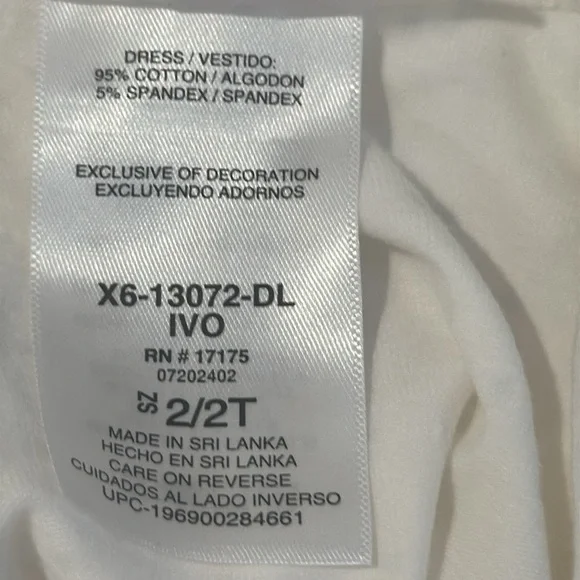 DRESS / VESTIDO:
95% COTTON / ALGODON
5% SPANDEX / SPANDEX
EXCLUSIVE OF DECORATION
EXCLUYENDO ADORNOS
X6-13072-DL
IVO
RN # 17175
07202402
SZ 2/2T
MADE IN SRI LANKA
HECHO EN SRI LANKA
CARE ON REVERSE
CUIDADOS AL LADO INVERSO
UPC-196900284661